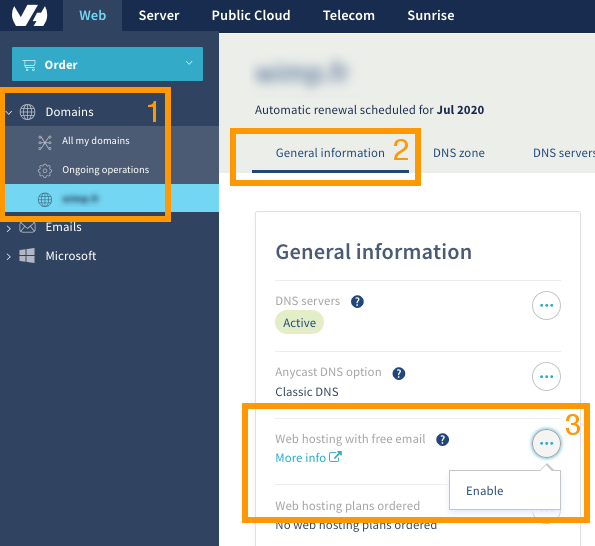 Web Server Public Cloud Telecom Sunrise
Order
Domains
1
All my domains
Ongoing operations
Emails
Microsoft
Automatic renewal scheduled for Jul 2020
General information 2 DNS zone DNS servers
General information
DNS servers ?
Active
Anycast DNS option ?
Classic DNS
Web hosting with free email ?
3
More info
Enable
Web hosting plans ordered
No web hosting plans ordered